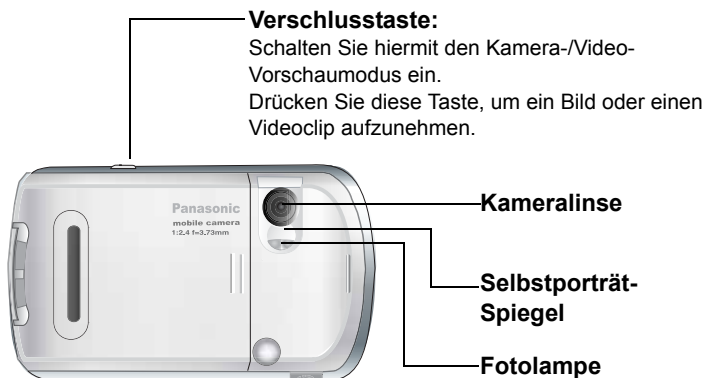 Verschlusstaste:
Schalten Sie hiermit den Kamera-/Video-
Vorschaumodus ein.
Drücken Sie diese Taste, um ein Bild oder einen
Videoclip aufzunehmen.
Panasonic
mobile camera
1:2.4 f=3.73mm
Kameralinse
Selbstporträt-
Spiegel
Fotolampe